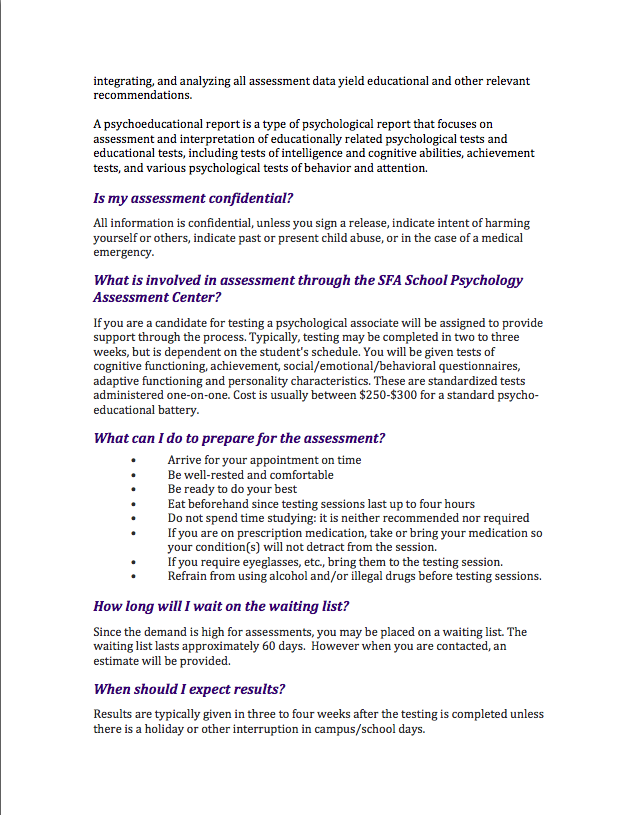 integrating, and analyzing all assessment data yield educational and other relevant
recommendations.
A psychoeducational report is a type of psychological report that focuses on
assessment and interpretation of educationally related psychological tests and
educational tests, including tests of intelligence and cognitive abilities, achievement
tests, and various psychological tests of behavior and attention.
Is my assessment confidential?
All information is confidential, unless you sign a release, indicate intent of harming
yourself or others, indicate past or present child abuse, or in the case of a medical
emergency.
What is involved in assessment through the SFA School Psychology
Assessment Center?
If you are a candidate for testing a psychological associate will be assigned to provide
support through the process. Typically, testing may be completed in two to three
weeks, but is dependent on the student's schedule. You will be given tests of
cognitive functioning, achievement, social/emotional/behavioral questionnaires,
adaptive functioning and personality characteristics. These are standardized tests
administered one-on-one. Cost is usually between $250-$300 for a standard psycho-
educational battery.
What can I do to prepare for the assessment?
• Arrive for your appointment on time
• Be well-rested and comfortable
• Be ready to do your best
• Eat beforehand since testing sessions last up to four hours
• Do not spend time studying: it is neither recommended nor required
• If you are on prescription medication, take or bring your medication so
your condition(s) will not detract from the session.
• If you require eyeglasses, etc., bring them to the testing session.
• Refrain from using alcohol and/or illegal drugs before testing sessions.
How long will I wait on the waiting list?
Since the demand is high for assessments, you may be placed on a waiting list. The
waiting list lasts approximately 60 days.  However when you are contacted, an
estimate will be provided.
When should I expect results?
Results are typically given in three to four weeks after the testing is completed unless
there is a holiday or other interruption in campus/school days.